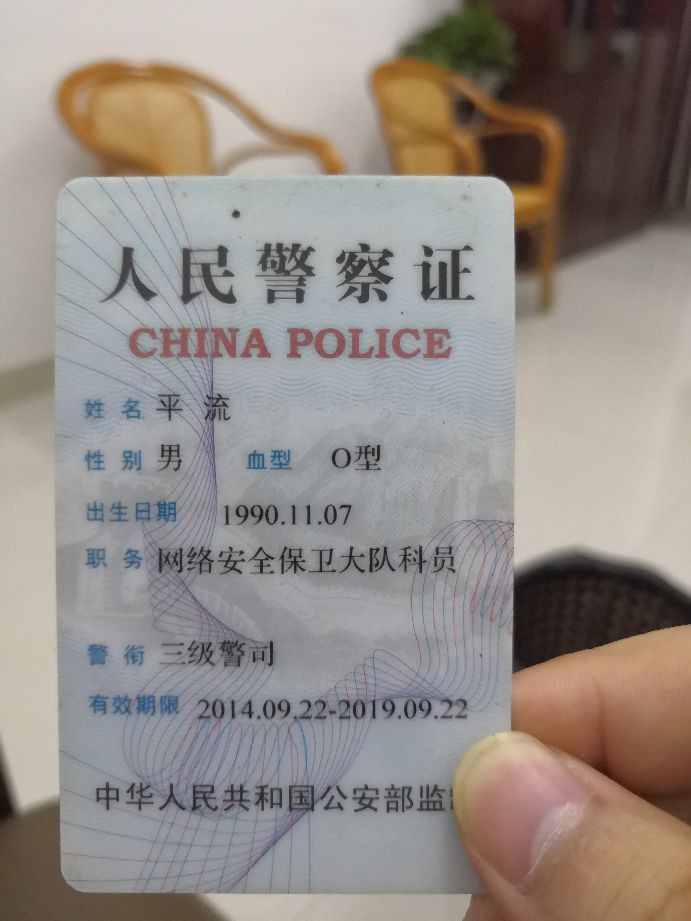 人民警察证
CHINA POLICE
姓名 平流
性别 男 血型 O型
出生日期 1990.11.07
职务 网络安全保卫大队科员
警衔 三级警司
有效期限 2014.09.22-2019.09.22
中华人民共和国公安部监